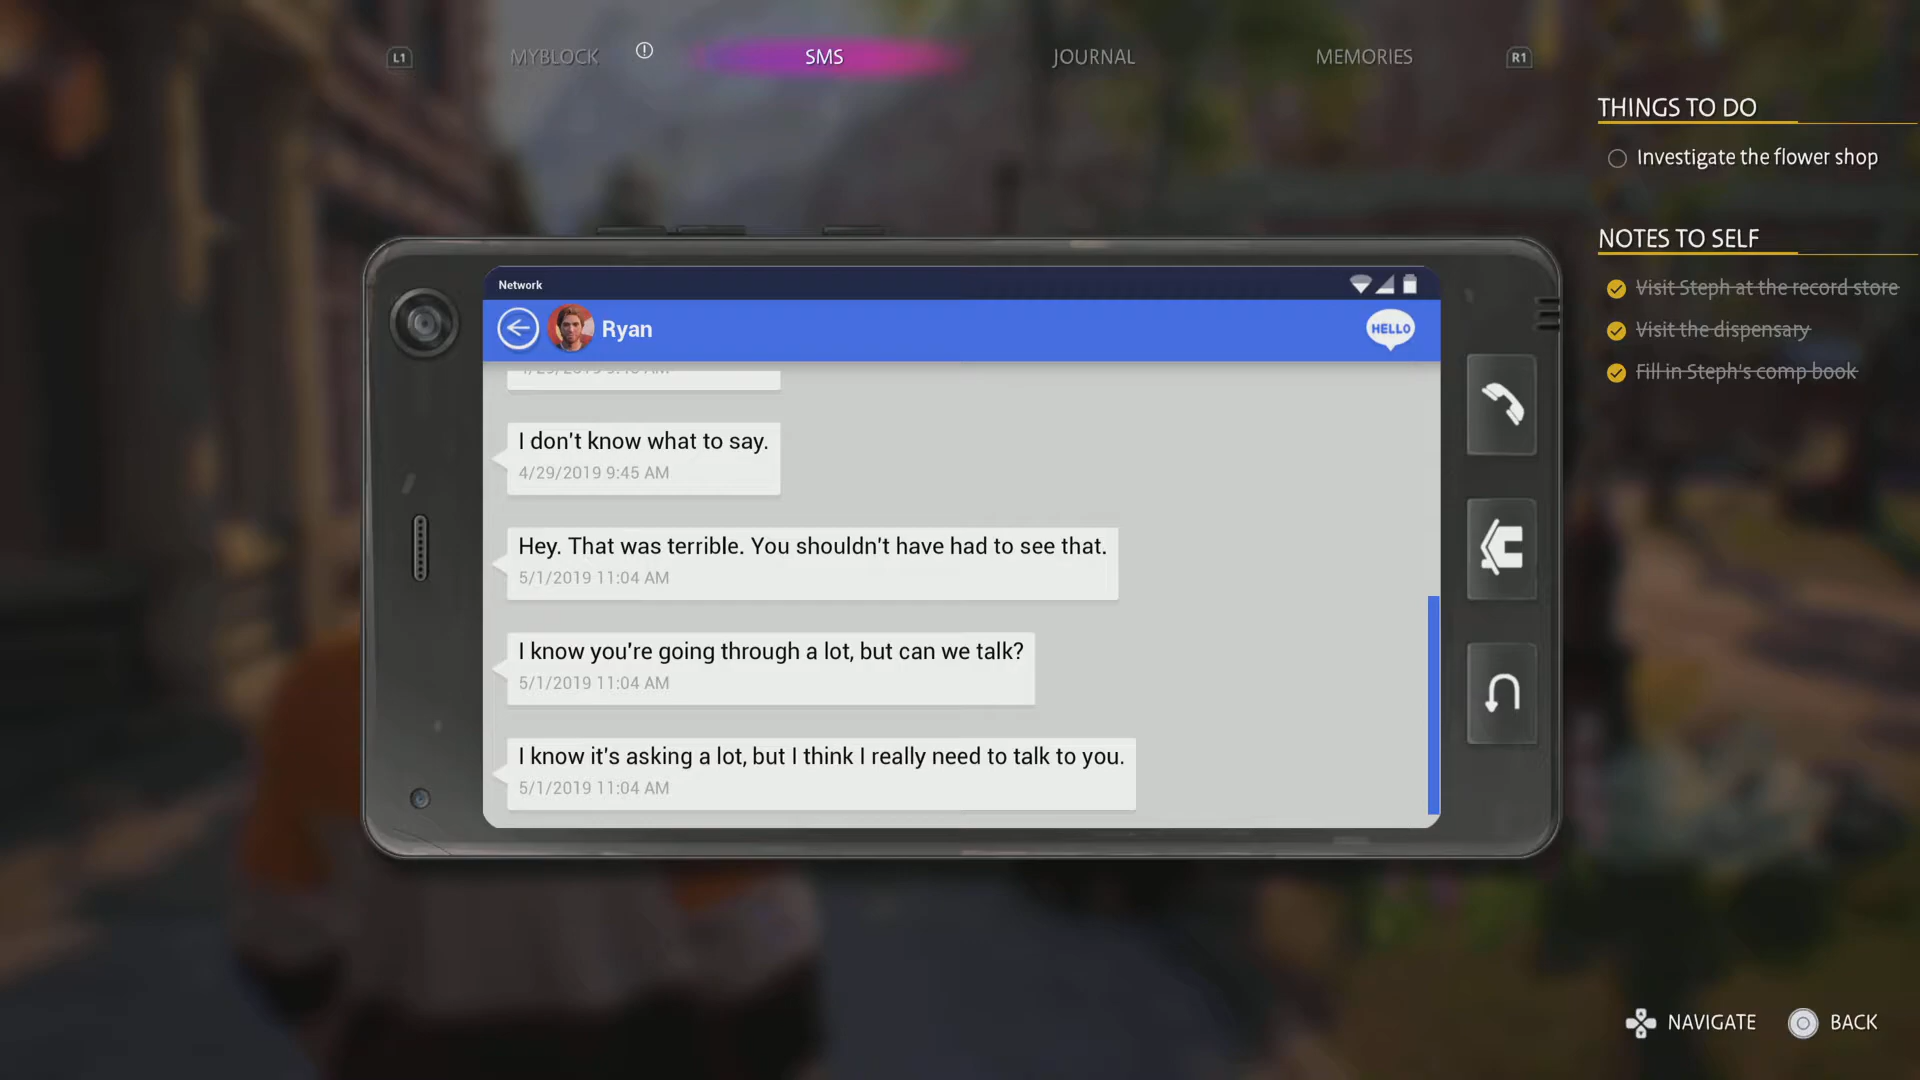 L1
MYBLOCK
SMS
JOURNAL
MEMORIES
R1
THINGS TO DO
Investigate the flower shop
NOTES TO SELF
Visit Steph at the record store
Visit the dispensary
Fill in Steph's comp book
Network
Ryan
HELLO
I don't know what to say.
4/29/2019 9:45 AM
Hey. That was terrible. You shouldn't have had to see that.
5/1/2019 11:04 AM
I know you're going through a lot, but can we talk?
5/1/2019 11:04 AM
I know it's asking a lot, but I think I really need to talk to you.
5/1/2019 11:04 AM
NAVIGATE
BACK